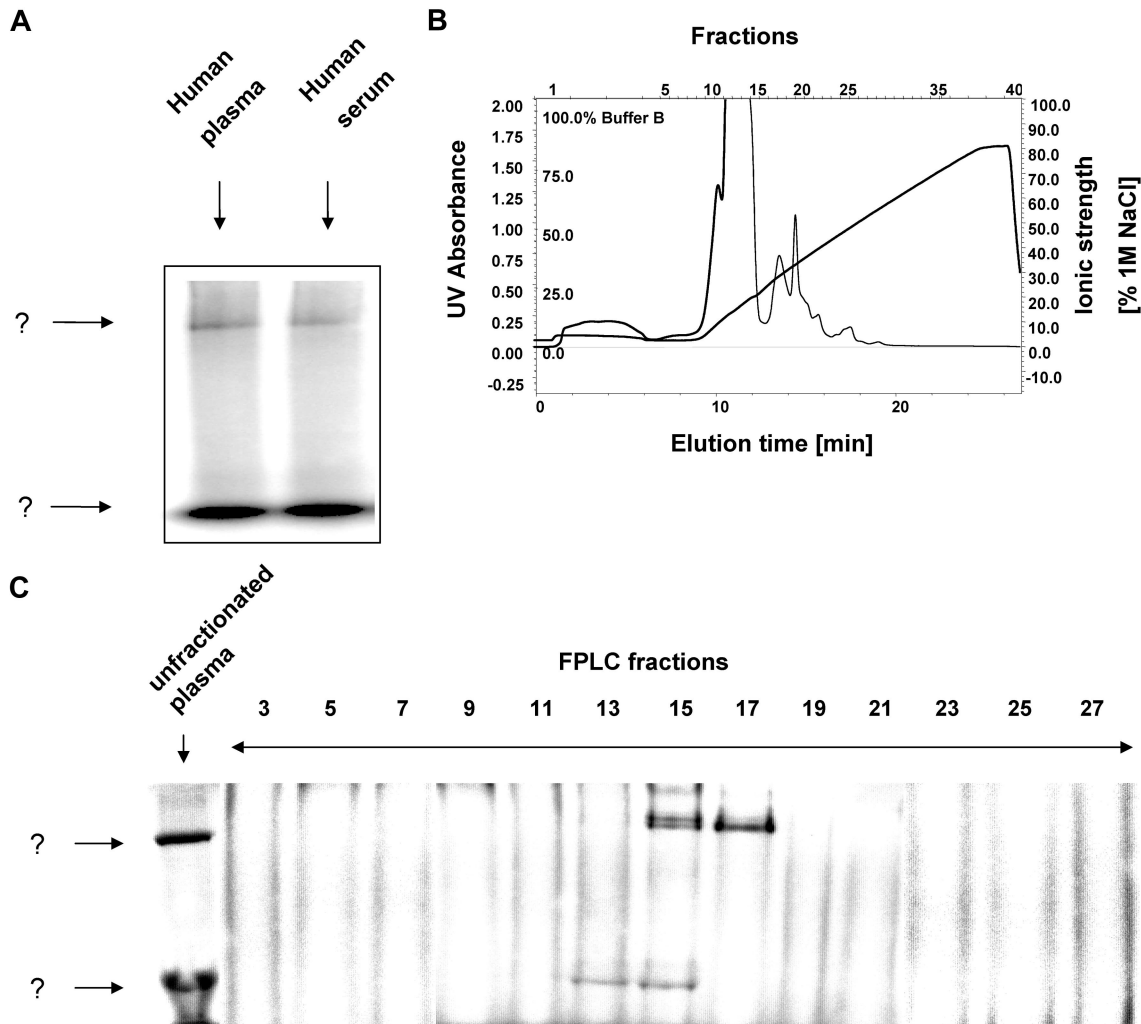 A
Human
plasma
Human
serum
?
?
B
Fractions
1 5 10 15 20 25 35 40
2.00
1.75
1.50
1.25
1.00
0.75
0.50
0.25
0.00
-0.25
UV Absorbance
100.0% Buffer B
75.0
50.0
25.0
0.0
100.0
90.0
80.0
70.0
60.0
50.0
40.0
30.0
20.0
10.0
0.0
-10.0
Ionic strength
[% 1M NaCl]
0 10 20
Elution time [min]
C
unfractionated
plasma
FPLC fractions
3 5 7 9 11 13 15 17 19 21 23 25 27
?
?